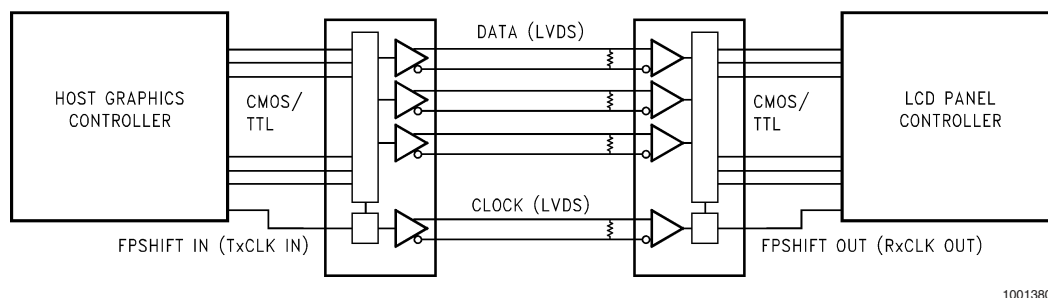 DATA (LVDS)
HOST GRAPHICS
CONTROLLER
CMOS/
TTL
CMOS/
TTL
LCD PANEL
CONTROLLER
CLOCK (LVDS)
FPSHIFT IN (TxCLK IN)
FPSHIFT OUT (RxCLK OUT)